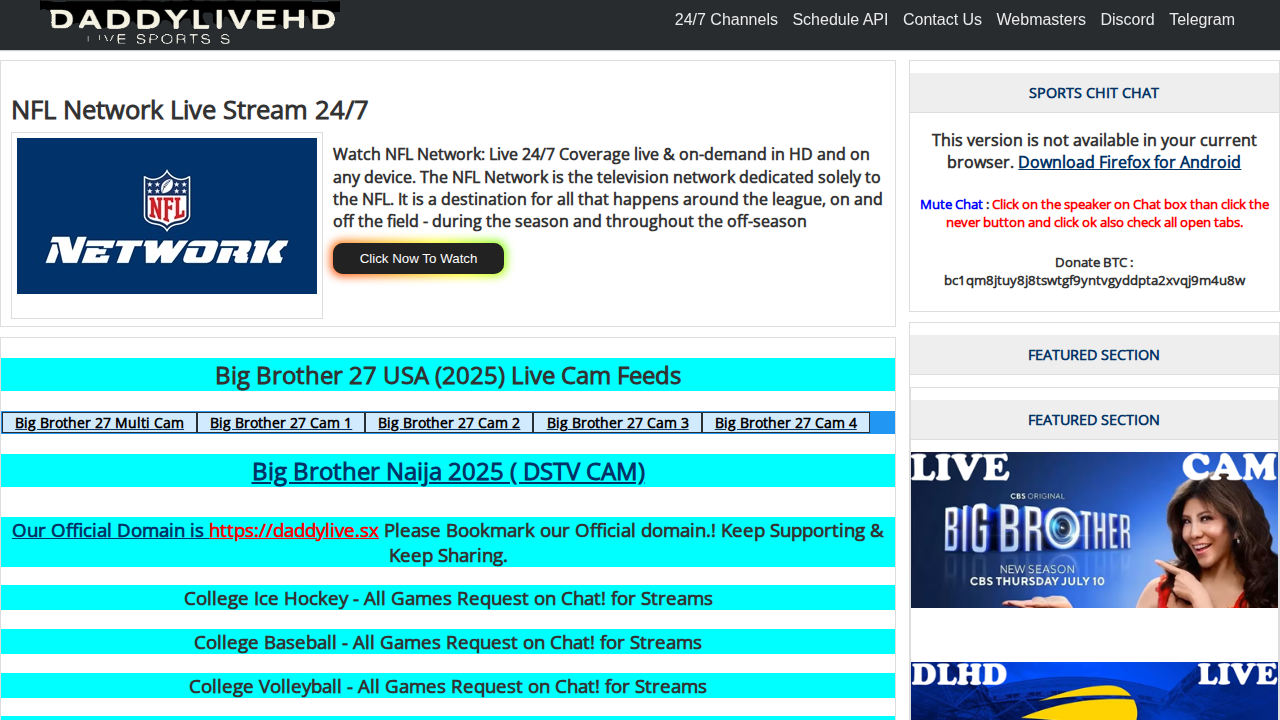 DADDYLIVEHD
LIVE SPORTS S
24/7 Channels Schedule API Contact Us Webmasters Discord Telegram
NFL Network Live Stream 24/7
NFL
NETWORK
Watch NFL Network: Live 24/7 Coverage live & on-demand in HD and on
any device. The NFL Network is the television network dedicated solely to
the NFL. It is a destination for all that happens around the league, on and
off the field - during the season and throughout the off-season
Click Now To Watch
Big Brother 27 USA (2025) Live Cam Feeds
Big Brother 27 Multi Cam Big Brother 27 Cam 1 Big Brother 27 Cam 2 Big Brother 27 Cam 3 Big Brother 27 Cam 4
Big Brother Naija 2025 ( DSTV CAM)
Our Official Domain is https://daddylive.sx Please Bookmark our Official domain.! Keep Supporting &
Keep Sharing.
College Ice Hockey - All Games Request on Chat! for Streams
College Baseball - All Games Request on Chat! for Streams
College Volleyball - All Games Request on Chat! for Streams
SPORTS CHIT CHAT
This version is not available in your current
browser. Download Firefox for Android
Mute Chat : Click on the speaker on Chat box than click the
never button and click ok also check all open tabs.
Donate BTC :
bc1qm8jtuy8j8tswtgf9yntvgyddpta2xvqj9m4u8w
FEATURED SECTION
FEATURED SECTION
LIVE CAM
CBS ORIGINAL
BIG BROTHER
NEW SEASON
CBS THURSDAY JULY 10
DLHD LIVE